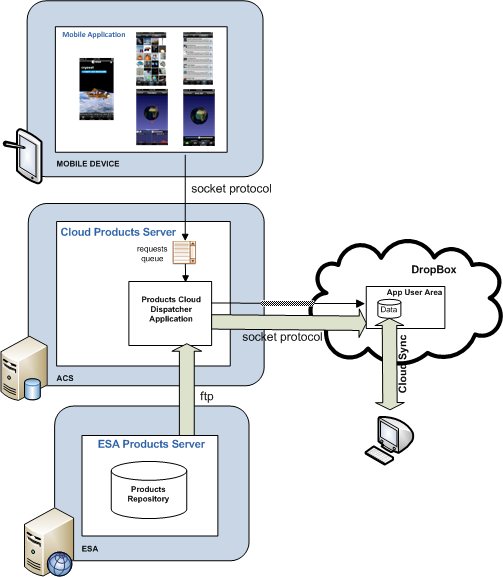 Mobile Application
MOBILE DEVICE
socket protocol
Cloud Products Server
requests
queue
Products Cloud
Dispatcher
Application
ACS
DropBox
App User Area
Data
socket protocol
Cloud Sync
ftp
ESA Products Server
Products
Repository
ESA